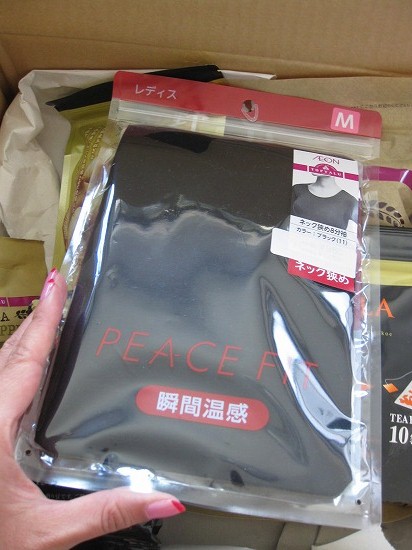 レディス
M
ÆON
TOPVALU
ネック狭め8分袖
カラー:ブラック(11)
ネック狭め
PEACE FIT
瞬間温感
A
TEA
10